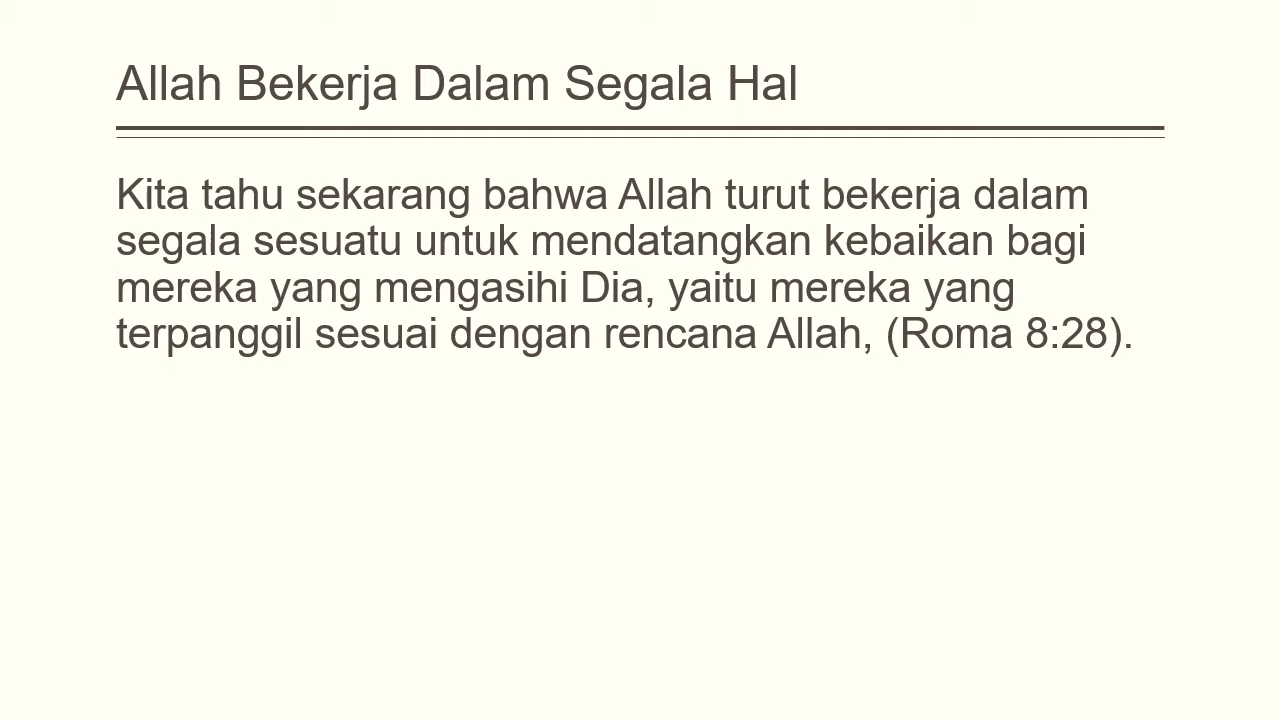 Allah Bekerja Dalam Segala Hal
Kita tahu sekarang bahwa Allah turut bekerja dalam
segala sesuatu untuk mendatangkan kebaikan bagi
mereka yang mengasihi Dia, yaitu mereka yang
terpanggil sesuai dengan rencana Allah, (Roma 8:28).